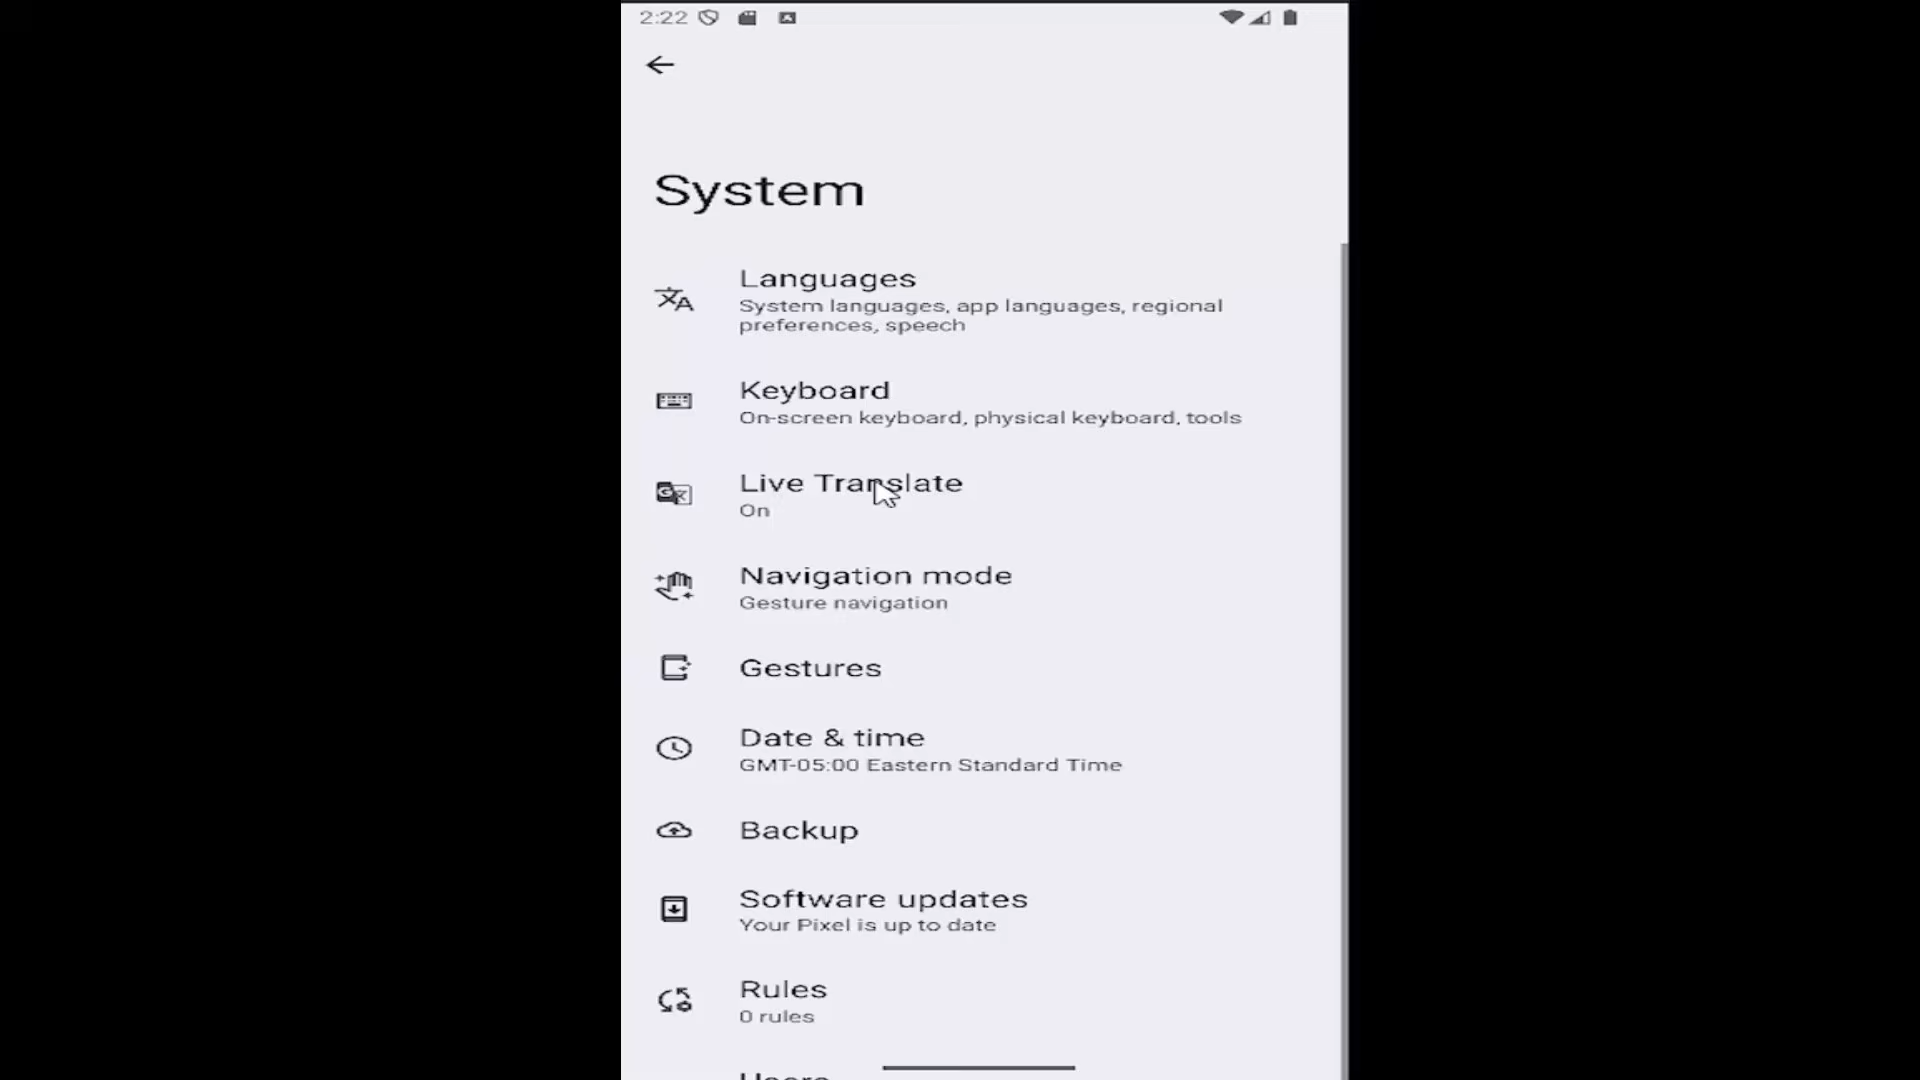 2:22
System
Languages
System languages, app languages, regional
preferences, speech
Keyboard
On-screen keyboard, physical keyboard, tools
Live Translate
On
Navigation mode
Gesture navigation
Gestures
Date & time
GMT-05:00 Eastern Standard Time
Backup
Software updates
Your Pixel is up to date
Rules
0 rules
Users